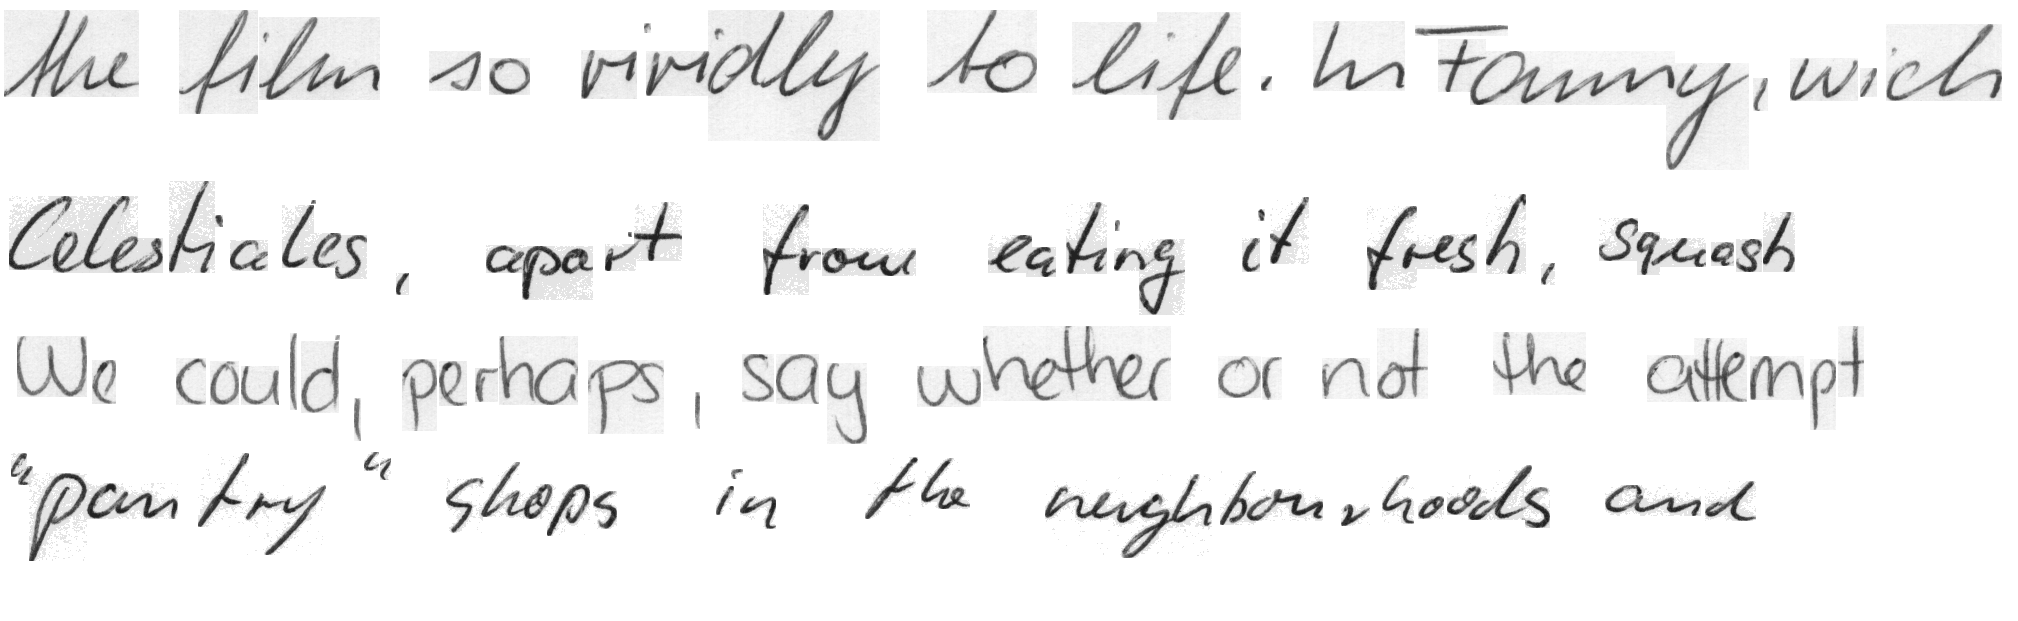 the film so vividly to life. In Fanny, wich
Celestiales, apart from eating it fresh, squash
We could, perhaps, say whether or not the attempt
"pantry" shops in the neighbourhoods and